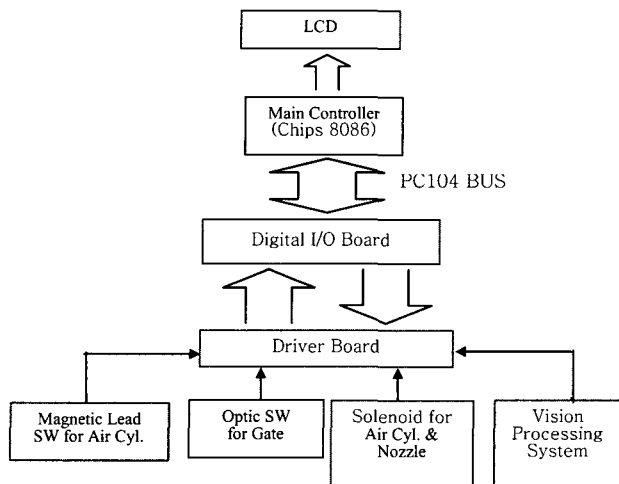 LCD
Main Controller
(Chips 8086)
PC104 BUS
Digital I/O Board
Driver Board
Magnetic Lead
SW for Air Cyl.
Optic SW
for Gate
Solenoid for
Air Cyl. &
Nozzle
Vision
Processing
System